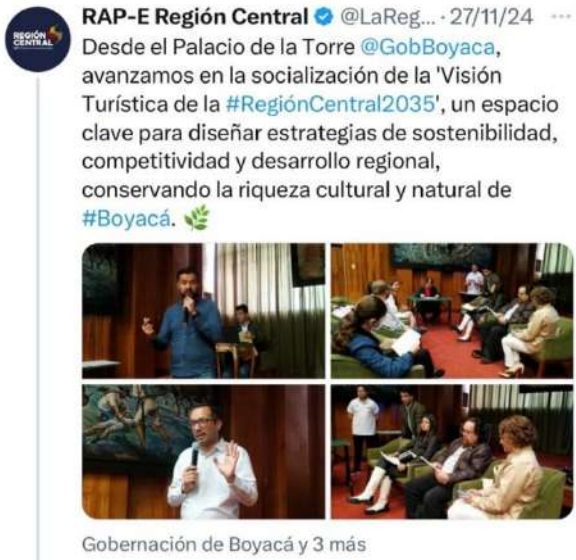 RAP-E Región Central @LaReg... · 27/11/24 ...
REGIÓN
CENTRAL
Desde el Palacio de la Torre @GobBoyaca,
avanzamos en la socialización de la 'Visión
Turística de la #RegiónCentral2035', un espacio
clave para diseñar estrategias de sostenibilidad,
competitividad y desarrollo regional,
conservando la riqueza cultural y natural de
#Boyacá. 🌿
Gobernación de Boyacá y 3 más